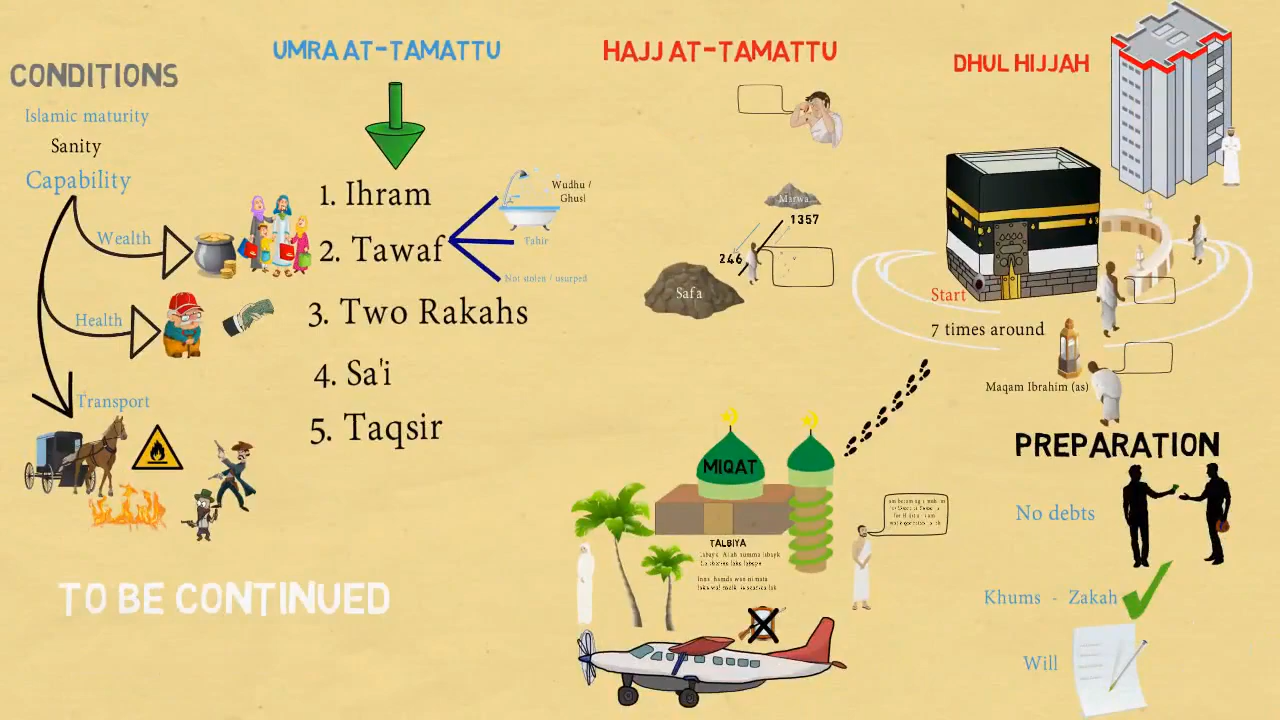 CONDITIONS
Islamic maturity
Sanity
Capability
Wealth
Health
Transport
TO BE CONTINUED
UMRA AT-TAMATTU
1. Ihram
2. Tawaf
3. Two Rakahs
4. Sa'i
5. Taqsir
Wudhu /
Ghusl
Tahir
Not stolen / usurped
HAJJ AT-TAMATTU
Marwa
1357
246
Safa
MIQAT
TALBIYA
DHUL HIJJAH
Start
7 times around
Maqam Ibrahim (as)
PREPARATION
No debts
Khums - Zakah
Will